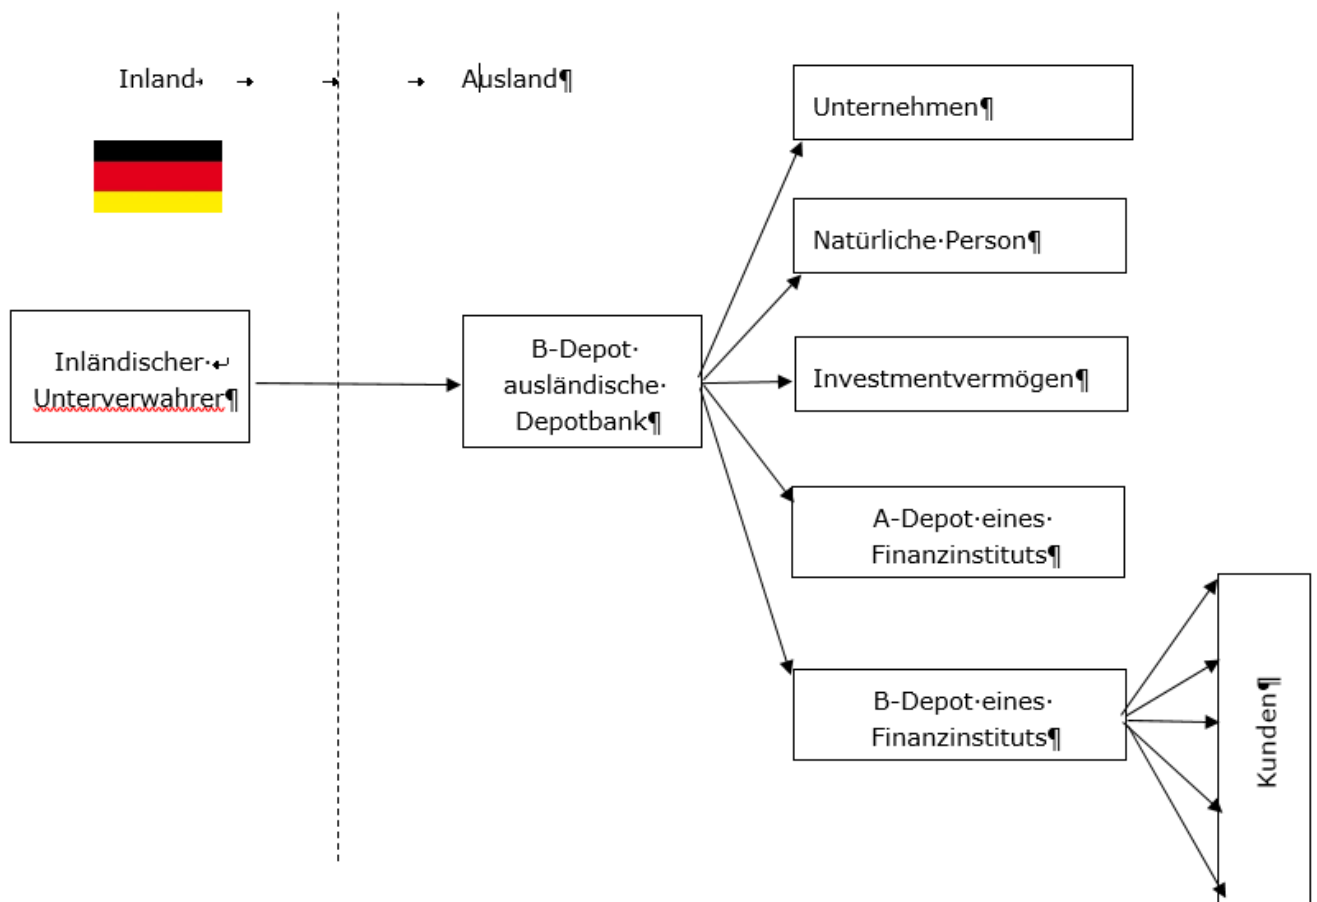 Inland→ → → → Ausland¶
Unternehmen¶
Natürliche·Person¶
Inländischer·↵
Unterverwahrer¶
B-Depot·
ausländische·
Depotbank¶
Investmentvermögen¶
A-Depot·eines·
Finanzinstituts¶
B-Depot·eines·
Finanzinstituts¶
Kunden¶